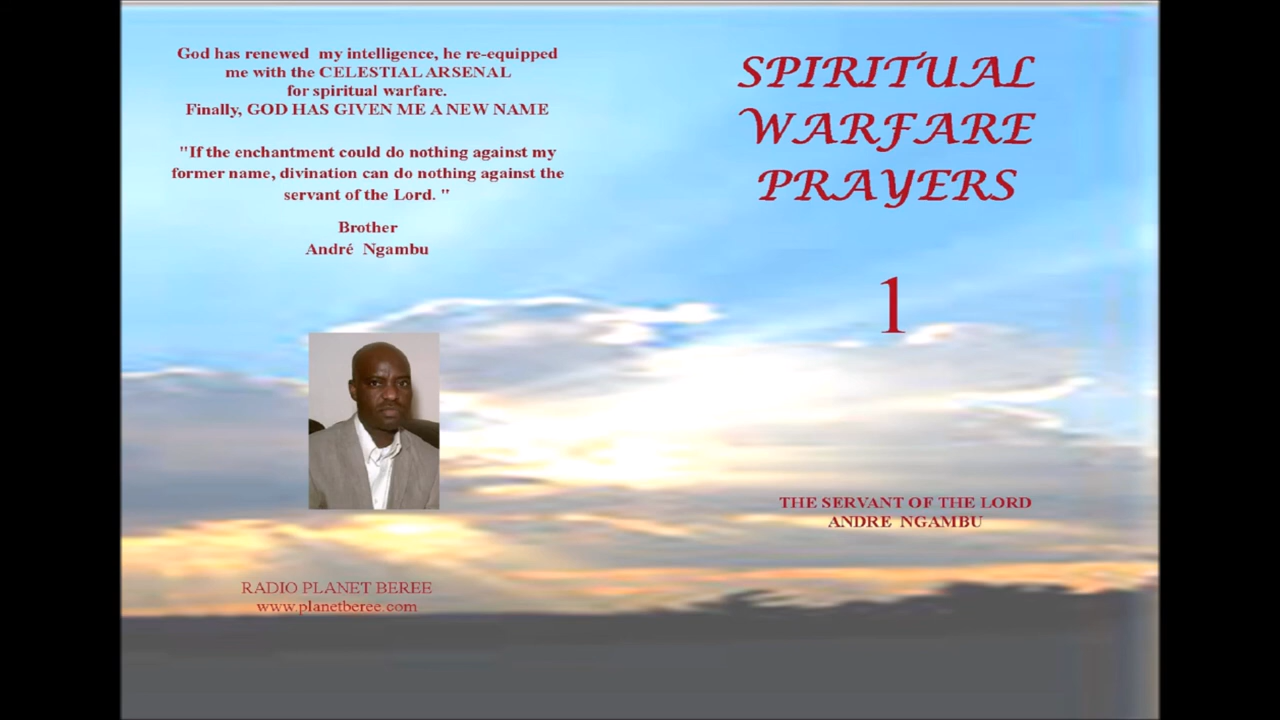 God has renewed  my intelligence, he re-equipped
me with the CELESTIAL ARSENAL
for spiritual warfare.
Finally, GOD HAS GIVEN ME A NEW NAME
"If the enchantment could do nothing against my
former name, divination can do nothing against the
servant of the Lord. "
Brother
André  Ngambu
RADIO PLANET BEREE
www.planetberee.com
SPIRITUAL
WARFARE
PRAYERS
1
THE SERVANT OF THE LORD
ANDRE  NGAMBU